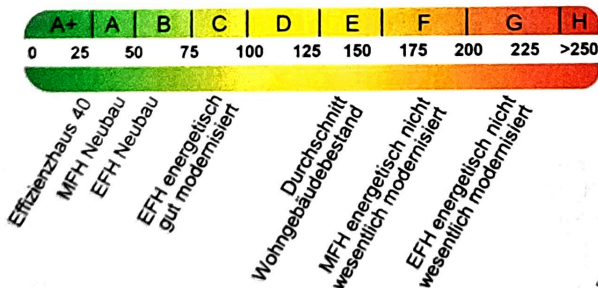 A+ A B C D E F G H
0 25 50 75 100 125 150 175 200 225 >250
Effizienzhaus 40
MFH Neubau
EFH Neubau
EFH energetisch
gut modernisiert
Durchschnitt
Wohngebäudebestand
MFH energetisch nicht
wesentlich modernisiert
EFH energetisch nicht
wesentlich modernisiert